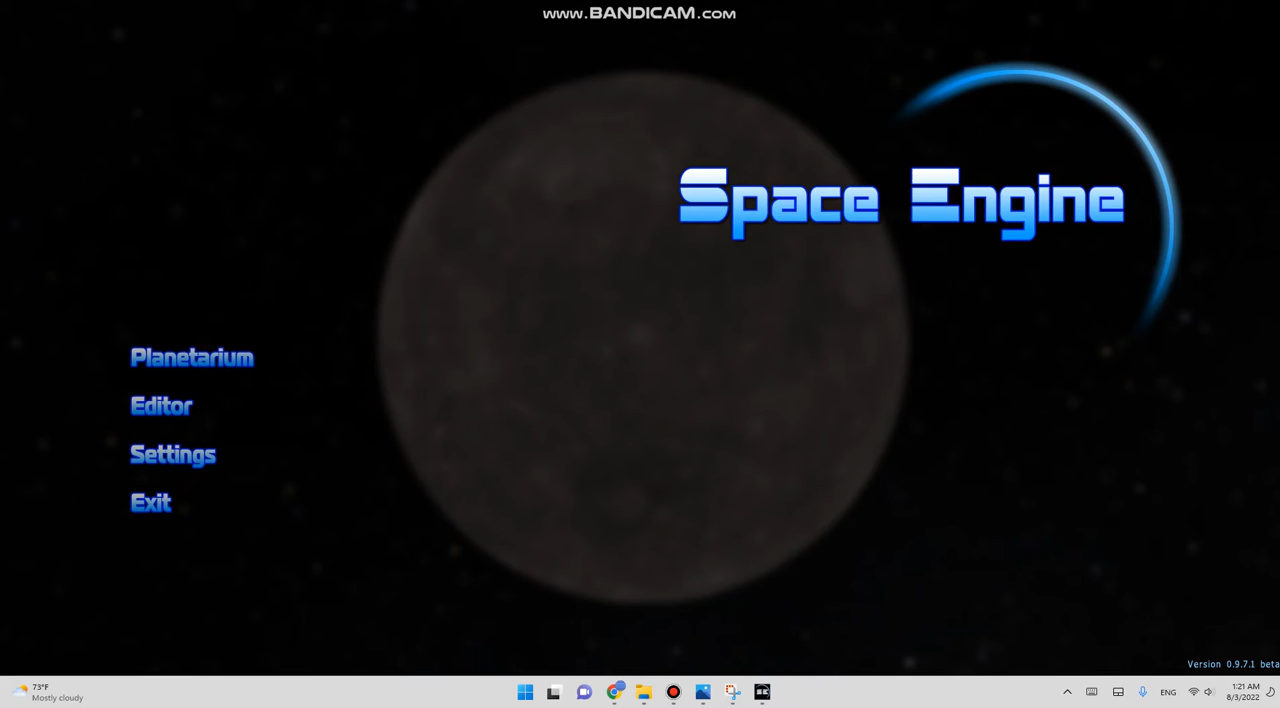 www.BANDICAM.com
Space Engine
Planetarium
Editor
Settings
Exit
Version 0.9.7.1 beta
73°F
Mostly cloudy
ENG
1:21 AM
8/3/2022